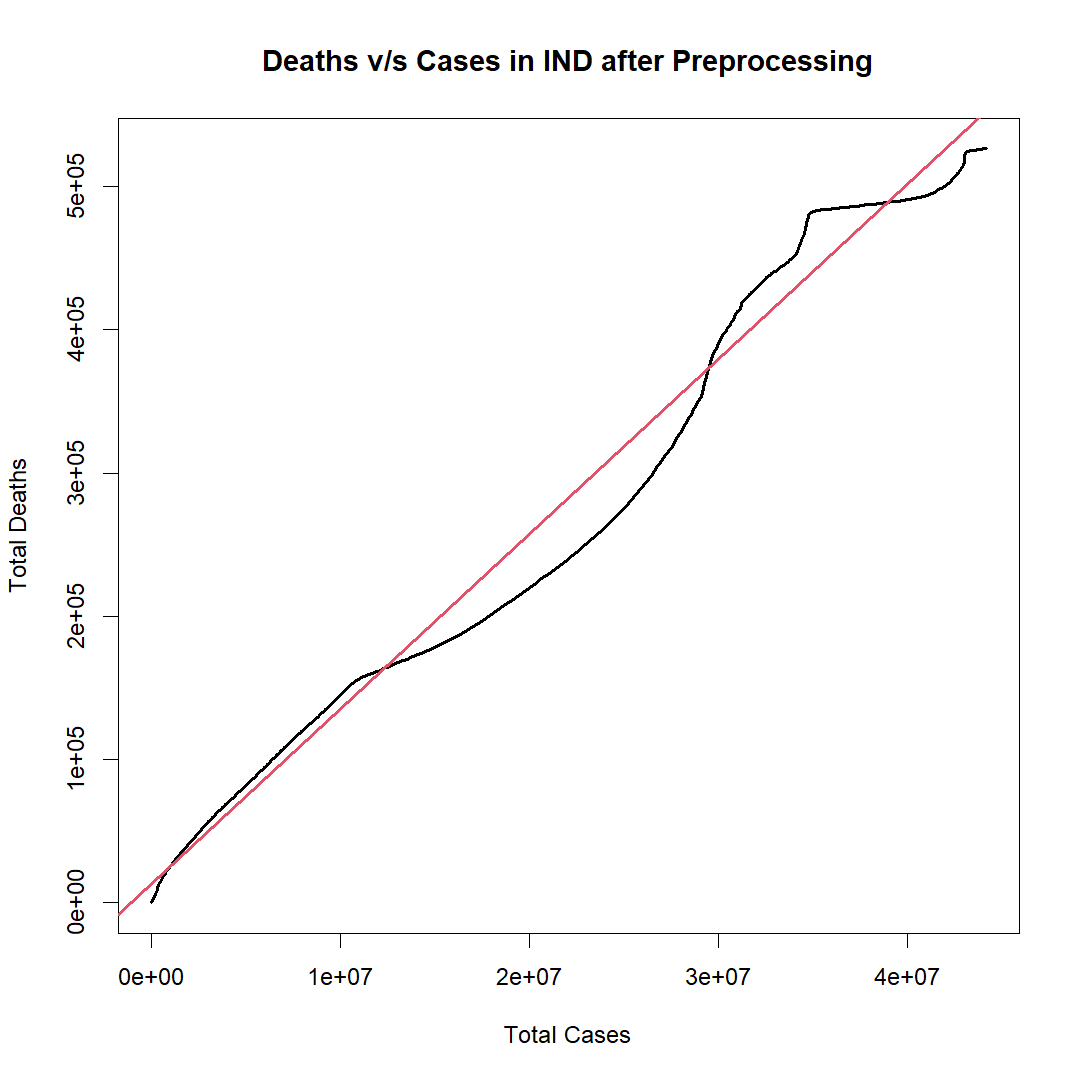 Deaths v/s Cases in IND after Preprocessing
Total Deaths
5e+05
4e+05
3e+05
2e+05
1e+05
0e+00
0e+00 1e+07 2e+07 3e+07 4e+07
Total Cases